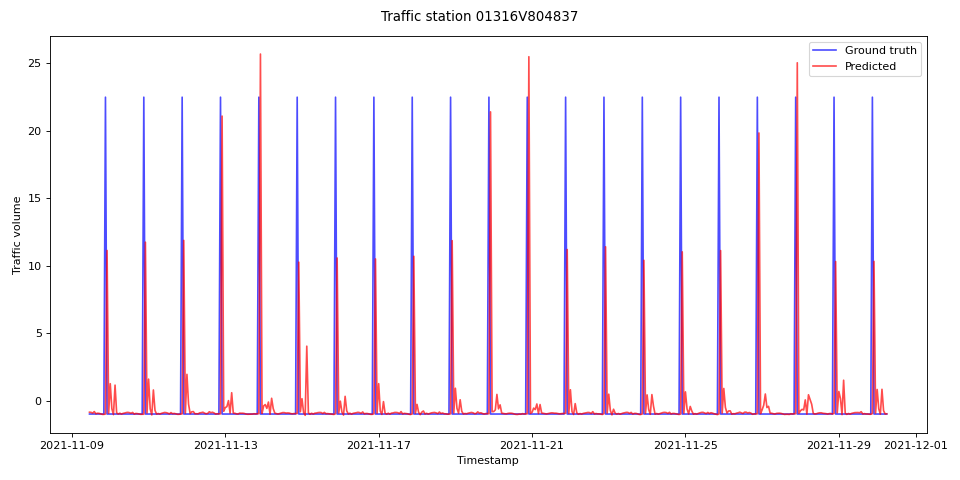 Traffic station 01316V804837
Ground truth
Predicted
Traffic volume
25
20
15
10
5
0
2021-11-09
2021-11-13
2021-11-17
2021-11-21
2021-11-25
2021-11-29
2021-12-01
Timestamp